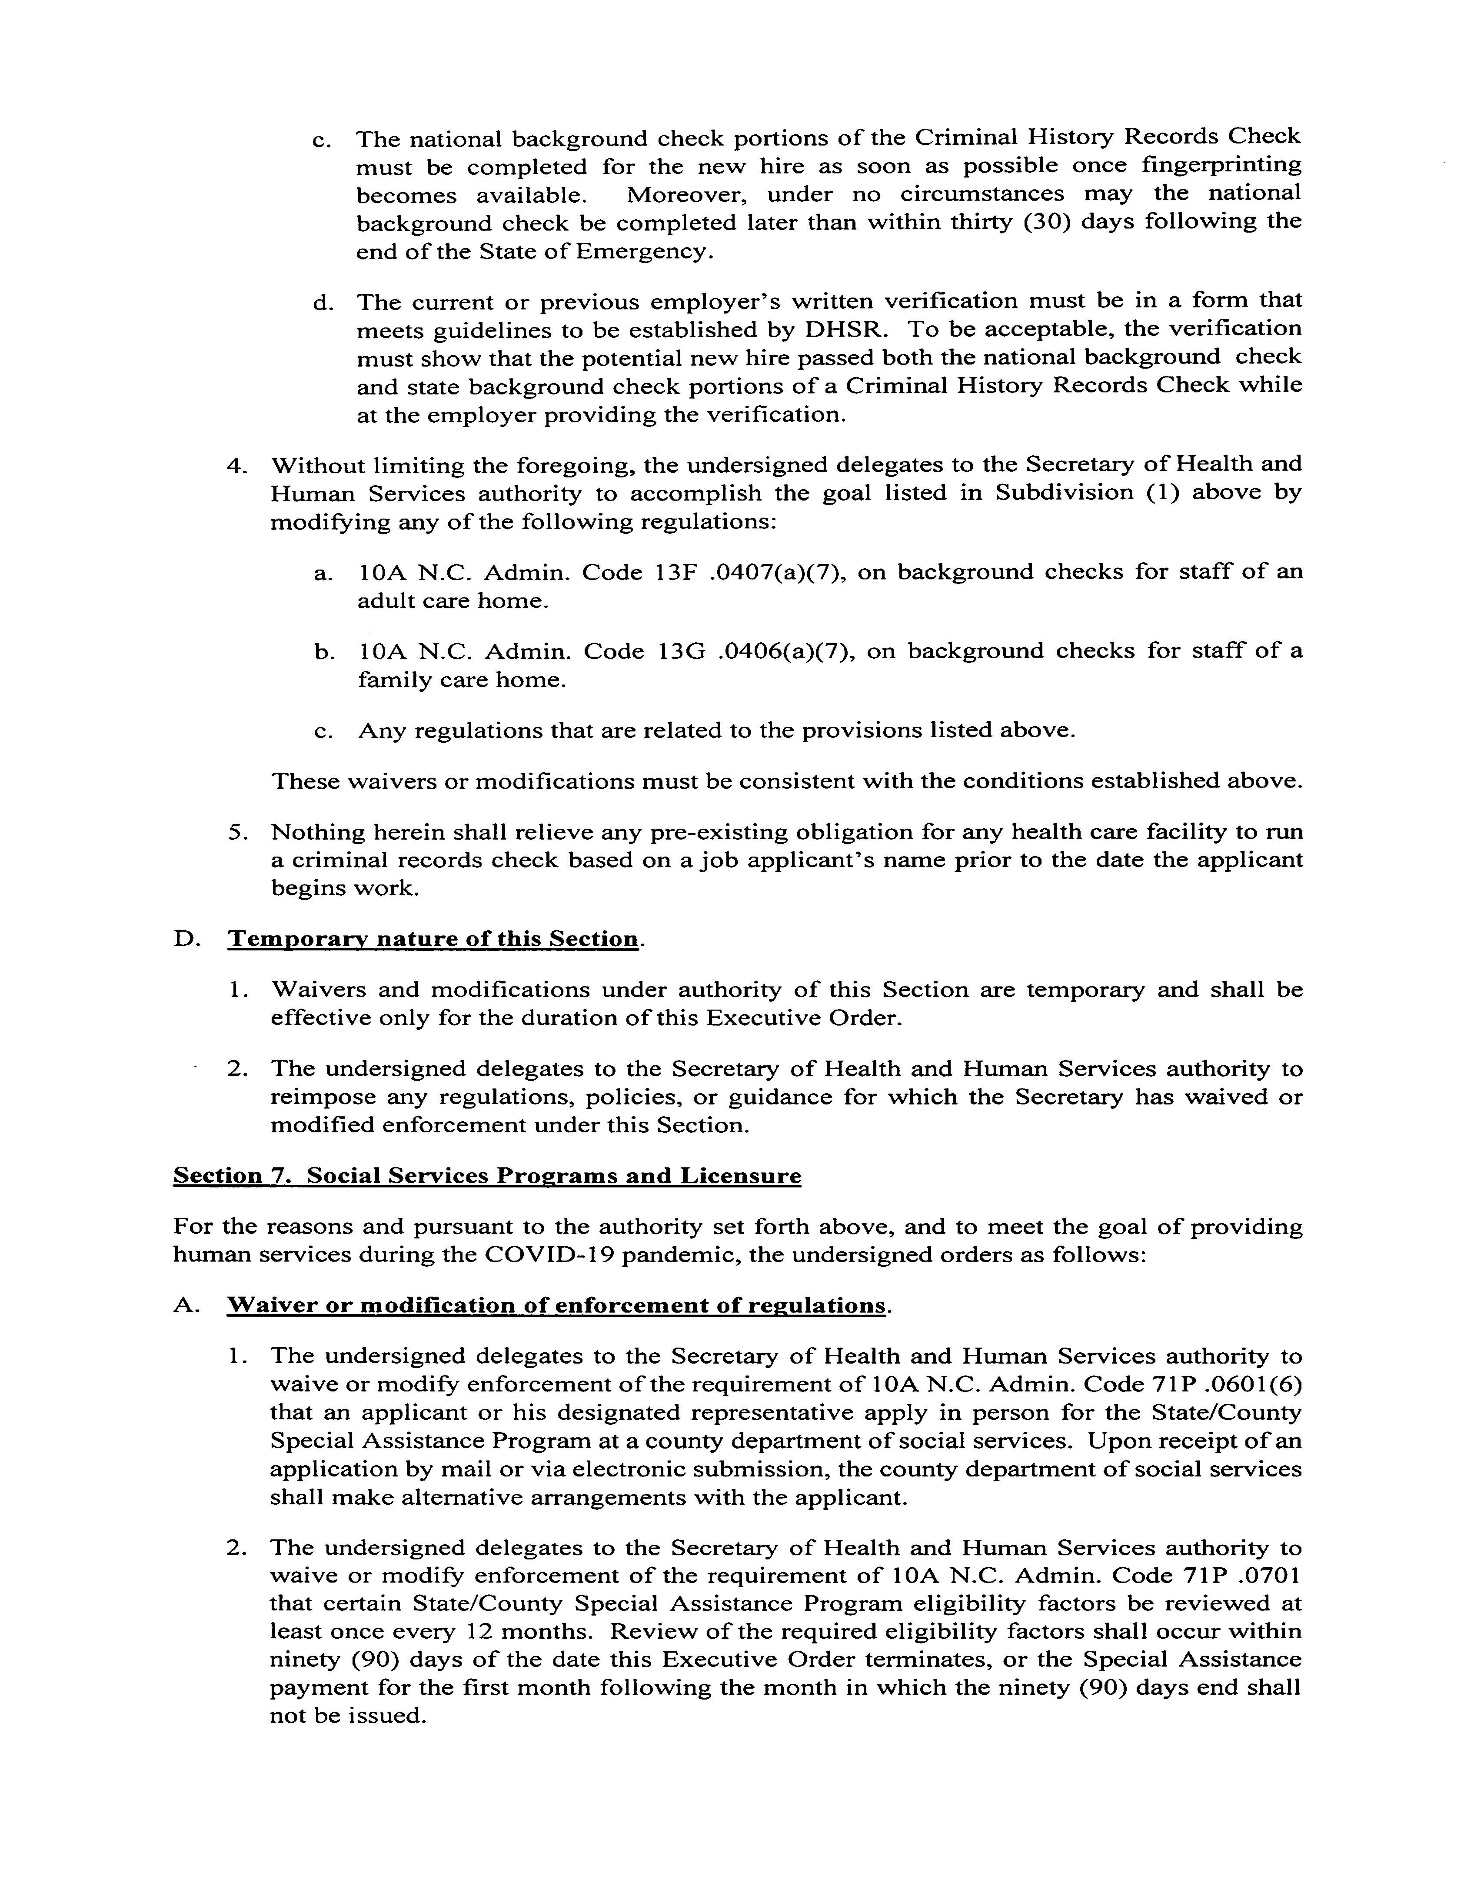 c. The national background check portions of the Criminal History Records Check
must be completed for the new hire as soon as possible once fingerprinting
becomes available. Moreover, under no circumstances may the national
background check be completed later than within thirty (30) days following the
end of the State of Emergency.
d. The current or previous employer's written verification must be in a form that
meets guidelines to be established by DHSR. To be acceptable, the verification
must show that the potential new hire passed both the national background check
and state background check portions of a Criminal History Records Check while
at the employer providing the verification.
4. Without limiting the foregoing, the undersigned delegates to the Secretary of Health and
Human Services authority to accomplish the goal listed in Subdivision (1) above by
modifying any of the following regulations:
a. 10A N.C. Admin. Code 13F .0407(a)(7), on background checks for staff of an
adult care home.
b. 10A N.C. Admin. Code 13G .0406(a)(7), on background checks for staff of a
family care home.
c. Any regulations that are related to the provisions listed above.
These waivers or modifications must be consistent with the conditions established above.
5. Nothing herein shall relieve any pre-existing obligation for any health care facility to run
a criminal records check based on a job applicant's name prior to the date the applicant
begins work.
D. Temporary nature of this Section.
1. Waivers and modifications under authority of this Section are temporary and shall be
effective only for the duration of this Executive Order.
2. The undersigned delegates to the Secretary of Health and Human Services authority to
reimpose any regulations, policies, or guidance for which the Secretary has waived or
modified enforcement under this Section.
Section 7. Social Services Programs and Licensure
For the reasons and pursuant to the authority set forth above, and to meet the goal of providing
human services during the COVID-19 pandemic, the undersigned orders as follows:
A. Waiver or modification of enforcement of regulations.
1. The undersigned delegates to the Secretary of Health and Human Services authority to
waive or modify enforcement of the requirement of 10A N.C. Admin. Code 71P .0601(6)
that an applicant or his designated representative apply in person for the State/County
Special Assistance Program at a county department of social services. Upon receipt of an
application by mail or via electronic submission, the county department of social services
shall make alternative arrangements with the applicant.
2. The undersigned delegates to the Secretary of Health and Human Services authority to
waive or modify enforcement of the requirement of 10A N.C. Admin. Code 71P .0701
that certain State/County Special Assistance Program eligibility factors be reviewed at
least once every 12 months. Review of the required eligibility factors shall occur within
ninety (90) days of the date this Executive Order terminates, or the Special Assistance
payment for the first month following the month in which the ninety (90) days end shall
not be issued.